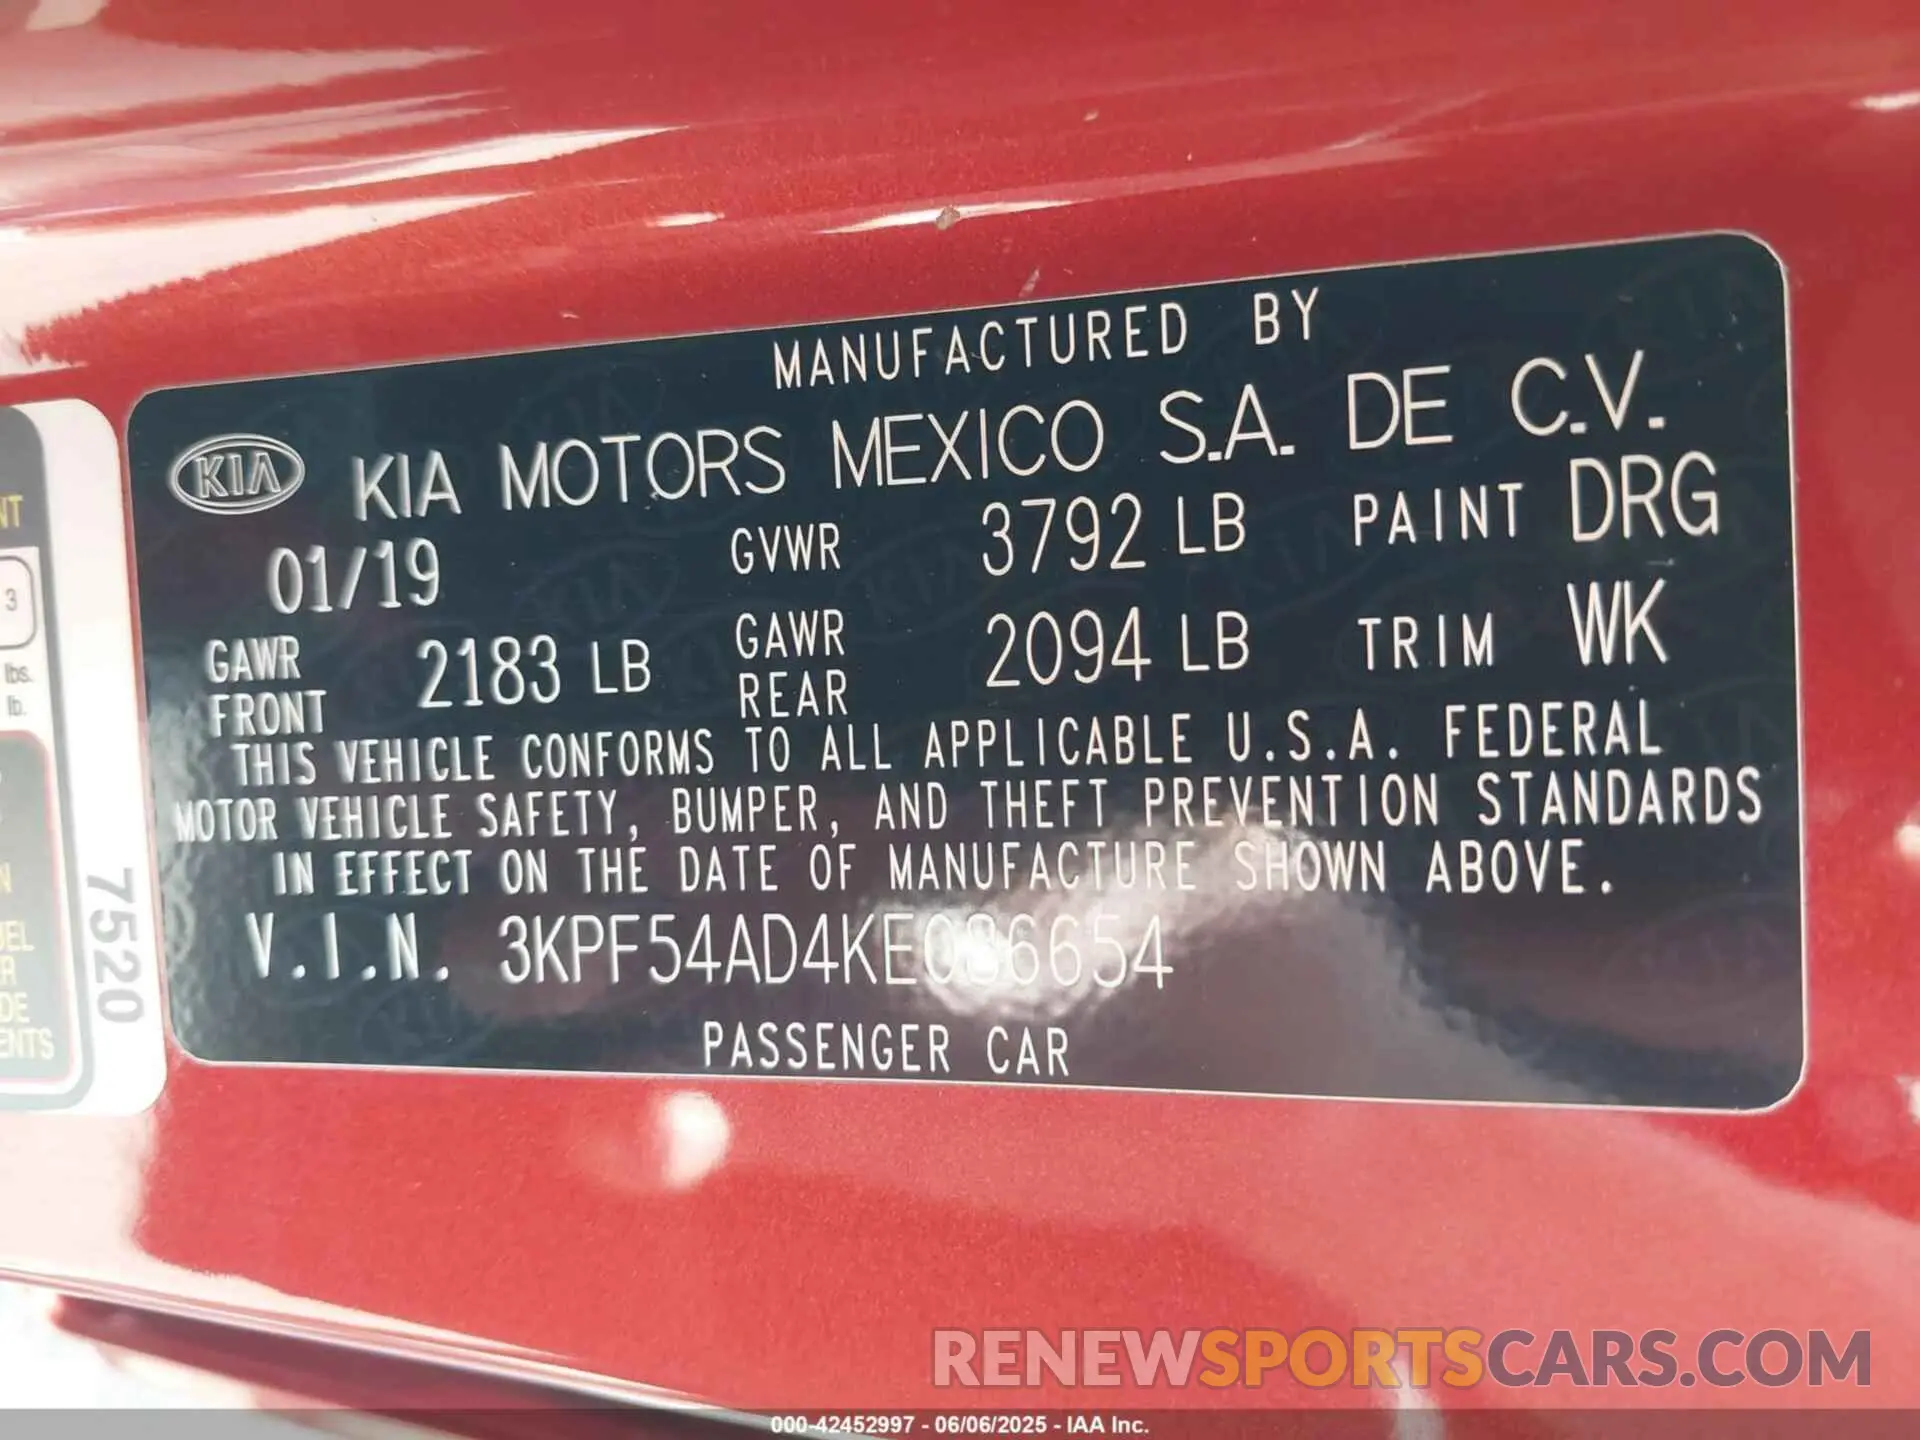 MANUFACTURED BY
KIA KIA MOTORS MEXICO S.A. DE C.V.
01/19 GVWR 3792 LB PAINT DRG
GAWR FRONT 2183 LB GAWR REAR 2094 LB TRIM WK
THIS VEHICLE CONFORMS TO ALL APPLICABLE U.S.A. FEDERAL
MOTOR VEHICLE SAFETY, BUMPER, AND THEFT PREVENTION STANDARDS
IN EFFECT ON THE DATE OF MANUFACTURE SHOWN ABOVE.
V.I.N. 3KPF54AD4KE086654
PASSENGER CAR
3
lbs.
lb.
7520
RENEWSPORTSCARS.COM
000-42452997 - 06/06/2025 - IAA Inc.